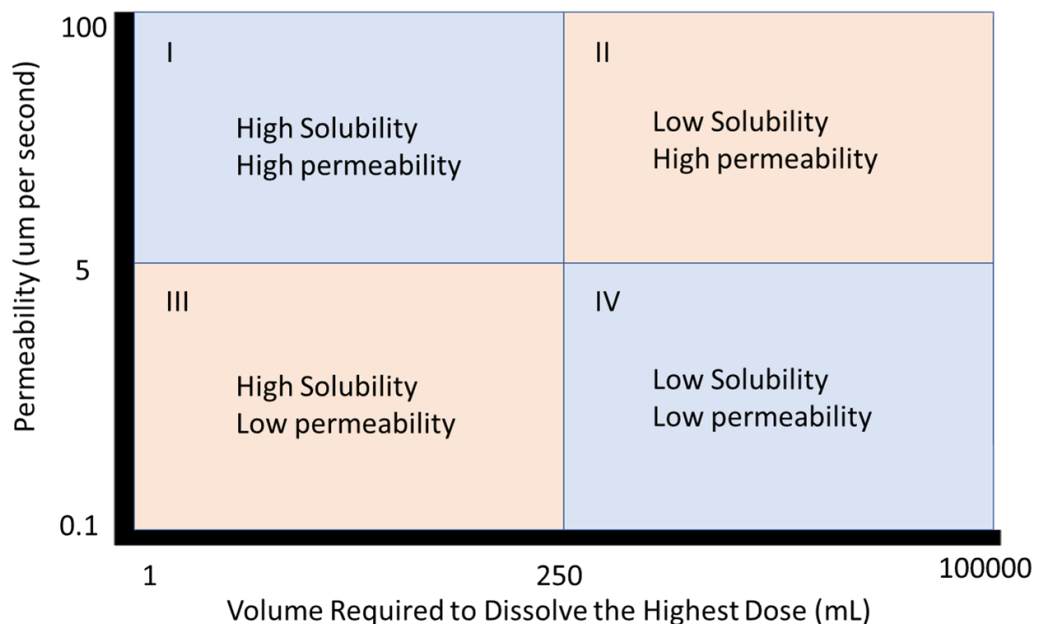 100
I
II
High Solubility
High permeability
Low Solubility
High permeability
Permeability (um per second)
5
III
IV
High Solubility
Low permeability
Low Solubility
Low permeability
0.1
1
250
100000
Volume Required to Dissolve the Highest Dose (mL)